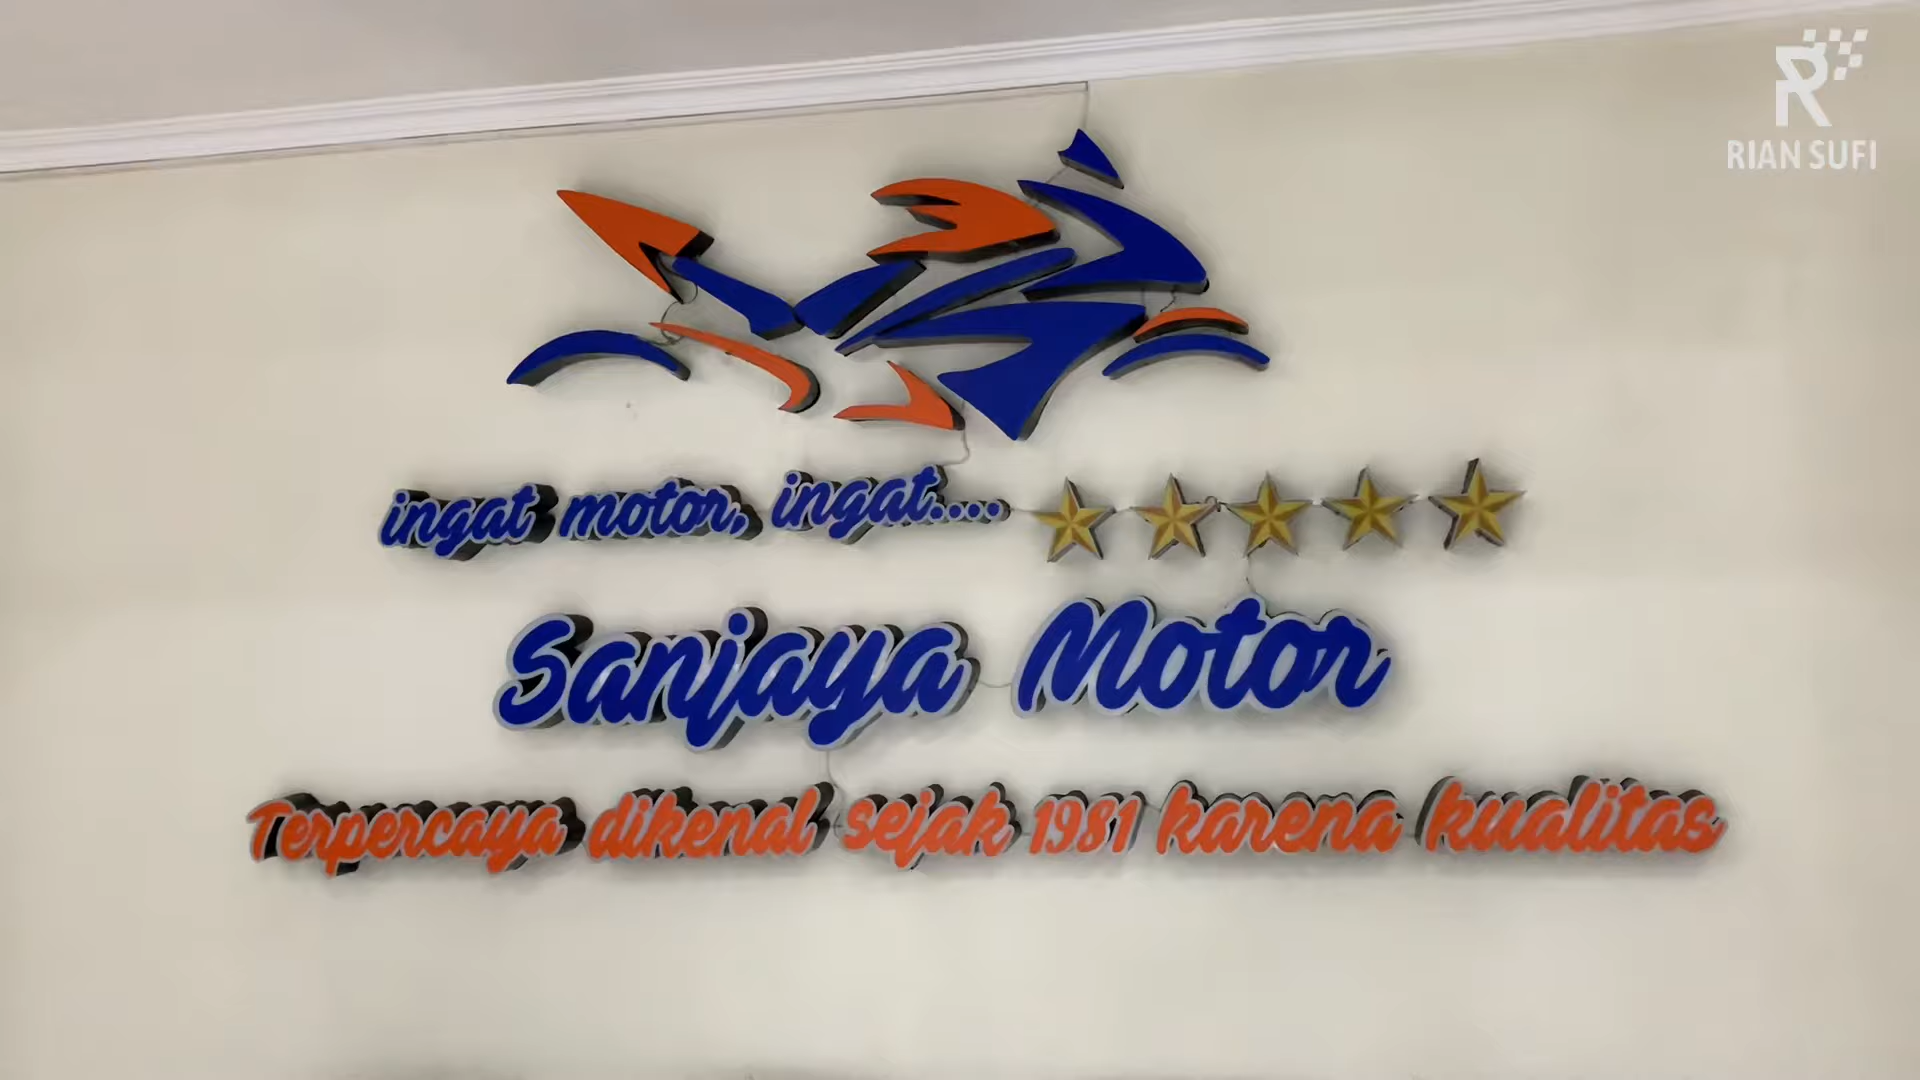 RIAN SUFI
ingat motor, ingat....
Sanjaya Motor
Terpercaya dikenal sejak 1981 karena kualitas